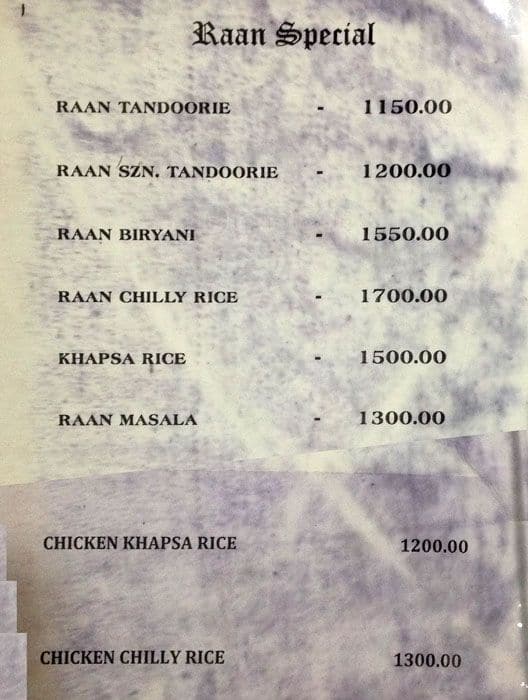 Raan Special
RAAN TANDOORIE - 1150.00
RAAN SZN. TANDOORIE - 1200.00
RAAN BIRYANI - 1550.00
RAAN CHILLY RICE - 1700.00
KHAPSA RICE - 1500.00
RAAN MASALA - 1300.00
CHICKEN KHAPSA RICE 1200.00
CHICKEN CHILLY RICE 1300.00